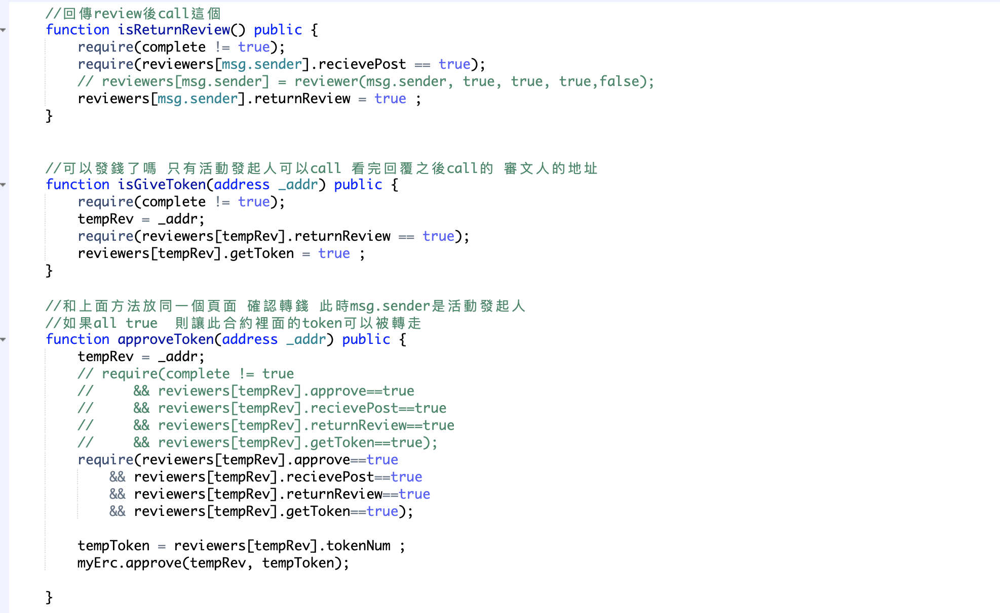 //回傳review後call這個
function isReturnReview() public {
    require(complete != true);
    require(reviewers[msg.sender].recievePost == true);
    // reviewers[msg.sender] = reviewer(msg.sender, true, true, true,false);
    reviewers[msg.sender].returnReview = true ;
}
//可以發錢了嗎 只有活動發起人可以call 看完回覆之後call的 審文人的地址
function isGiveToken(address _addr) public {
    require(complete != true);
    tempRev = _addr;
    require(reviewers[tempRev].returnReview == true);
    reviewers[tempRev].getToken = true ;
}
//和上面方法放同一個頁面 確認轉錢 此時msg.sender是活動發起人
//如果all true  則讓此合約裡面的token可以被轉走
function approveToken(address _addr) public {
    tempRev = _addr;
    // require(complete != true
    //     && reviewers[tempRev].approve==true
    //     && reviewers[tempRev].recievePost==true
    //     && reviewers[tempRev].returnReview==true
    //     && reviewers[tempRev].getToken==true);
    require(reviewers[tempRev].approve==true
        && reviewers[tempRev].recievePost==true
        && reviewers[tempRev].returnReview==true
        && reviewers[tempRev].getToken==true);
    tempToken = reviewers[tempRev].tokenNum ;
    myErc.approve(tempRev, tempToken);
}